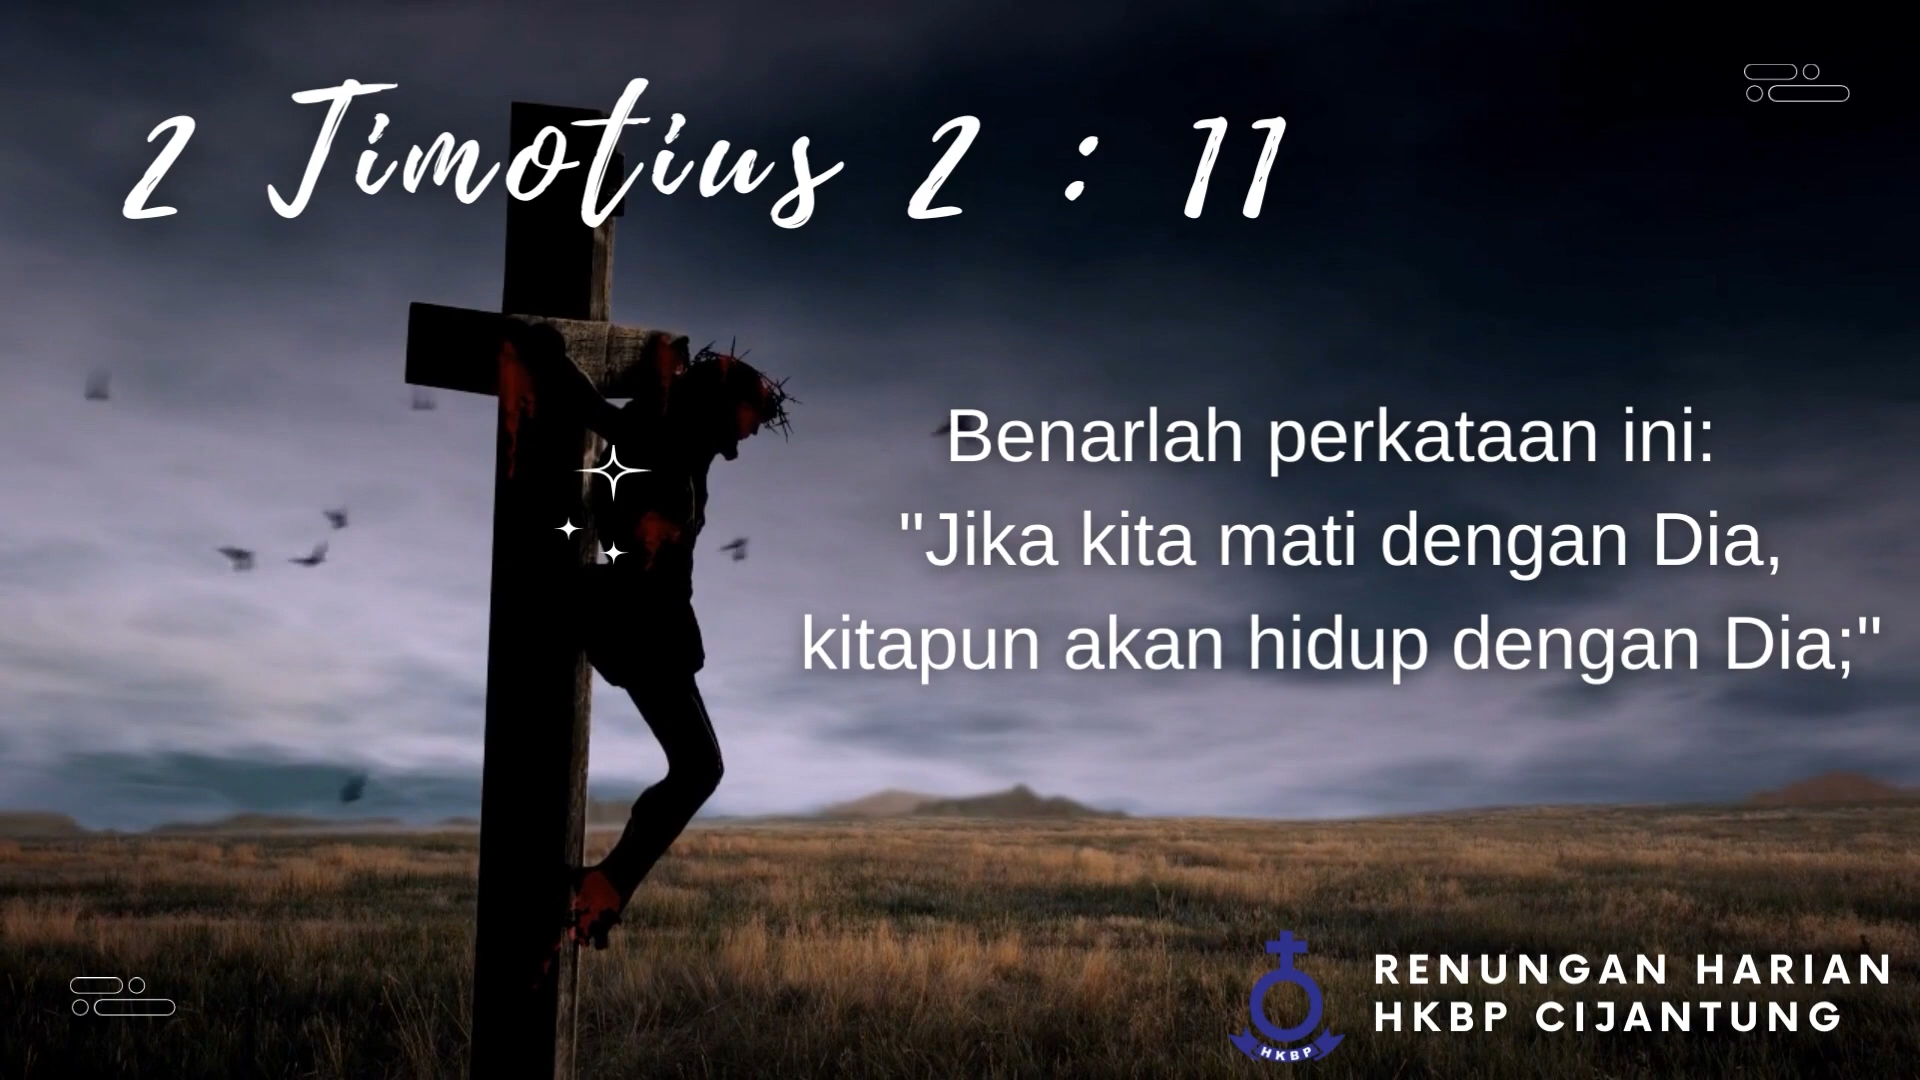 2 Timotius 2 : 11
Benarlah perkataan ini:
"Jika kita mati dengan Dia,
kitapun akan hidup dengan Dia;"
RENUNGAN HARIAN
HKBP CIJANTUNG
HKBP